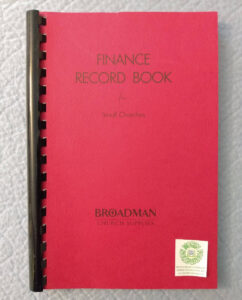 FINANCE
RECORD BOOK
for
Small Churches
BROADMAN
CHURCH SUPPLIES